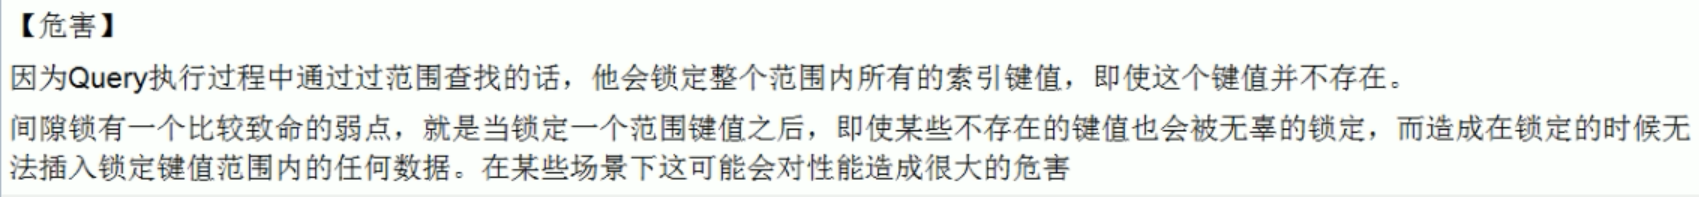 【危害】
因为Query执行过程中通过过范围查找的话，他会锁定整个范围内所有的索引键值，即使这个键值并不存在。
间隙锁有一个比较致命的弱点，就是当锁定一个范围键值之后，即使某些不存在的键值也会被无辜的锁定，而造成在锁定的时候无
法插入锁定键值范围内的任何数据。在某些场景下这可能会对性能造成很大的危害